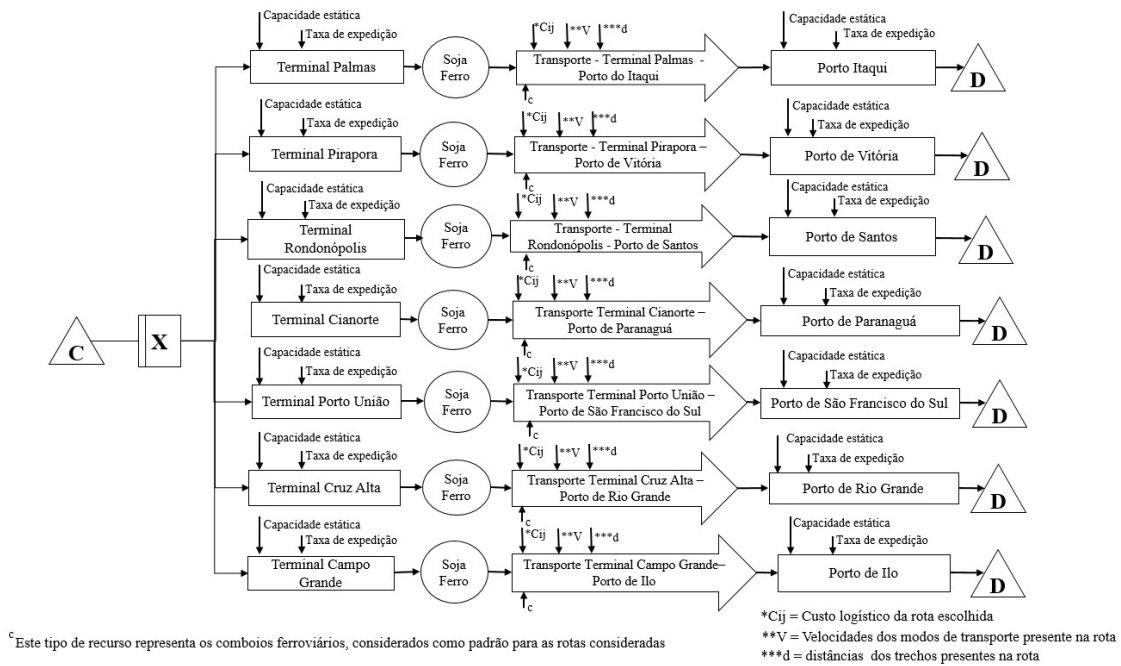 Capacidade estática
Taxa de expedição
Terminal Palmas
Soja
Ferro
*Cij
**V
***d
Transporte - Terminal Palmas -
Porto do Itaqui
c
Capacidade estática
Taxa de expedição
Porto Itaqui
D
Capacidade estática
Taxa de expedição
Terminal Pirapora
Soja
Ferro
*Cij
**V
***d
Transporte - Terminal Pirapora –
Porto de Vitória
c
Capacidade estática
Taxa de expedição
Porto de Vitória
D
Capacidade estática
Taxa de expedição
Terminal
Rondonópolis
Soja
Ferro
*Cij
**V
***d
Transporte - Terminal
Rondonópolis - Porto de Santos
c
Capacidade estática
Taxa de expedição
Porto de Santos
D
C
X
Capacidade estática
Taxa de expedição
Terminal Cianorte
Soja
Ferro
*Cij
**V
***d
Transporte Terminal Cianorte –
Porto de Paranaguá
c
Capacidade estática
Taxa de expedição
Porto de Paranaguá
D
Capacidade estática
Taxa de expedição
Terminal Porto União
Soja
Ferro
*Cij
**V
***d
Transporte Terminal Porto União –
Porto de São Francisco do Sul
c
Capacidade estática
Taxa de expedição
Porto de São Francisco do Sul
D
Capacidade estática
Taxa de expedição
Terminal Cruz Alta
Soja
Ferro
*Cij
**V
***d
Transporte Terminal Cruz Alta –
Porto de Rio Grande
c
Capacidade estática
Taxa de expedição
Porto de Rio Grande
D
Capacidade estática
Taxa de expedição
Terminal Campo
Grande
Soja
Ferro
*Cij
**V
***d
Transporte Terminal Campo Grande–
Porto de Ilo
c
Capacidade estática
Taxa de expedição
Porto de Ilo
D
c Este tipo de recurso representa os comboios ferroviários, considerados como padrão para as rotas consideradas
*Cij = Custo logístico da rota escolhida
**V = Velocidades dos modos de transporte presente na rota
***d = distâncias dos trechos presentes na rota